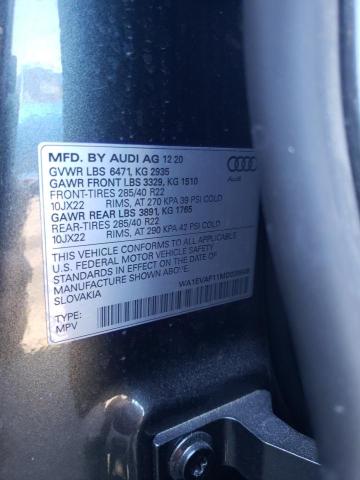 MFD. BY AUDI AG 12 20
GVWR LBS 6471, KG 2935
GAWR FRONT LBS 3329, KG 1510
FRONT-TIRES 285/40 R22
10JX22 RIMS, AT 270 KPA 39 PSI COLD
GAWR REAR LBS 3891, KG 1765
REAR-TIRES 285/40 R22
10JX22 RIMS, AT 290 KPA 42 PSI COLD
THIS VEHICLE CONFORMS TO ALL APPLICABLE
U.S. FEDERAL MOTOR VEHICLE SAFETY
STANDARDS IN EFFECT ON THE DATE OF
MANUFACTURE SHOWN ABOVE.
SLOVAKIA
TYPE
MPV
Audi